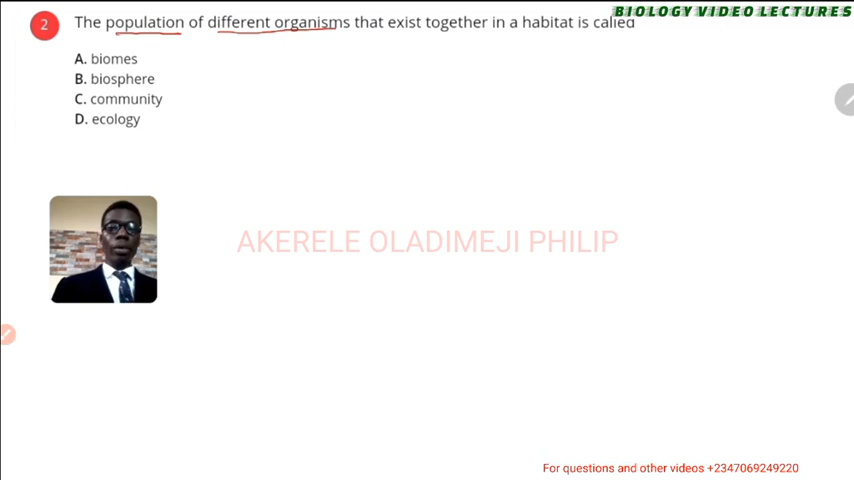 BIOLOGY VIDEO LECTURES
2 The population of different organisms that exist together in a habitat is called
A. biomes
B. biosphere
C. community
D. ecology
AKERELE OLADIMEJI PHILIP
For questions and other videos +2347069249220